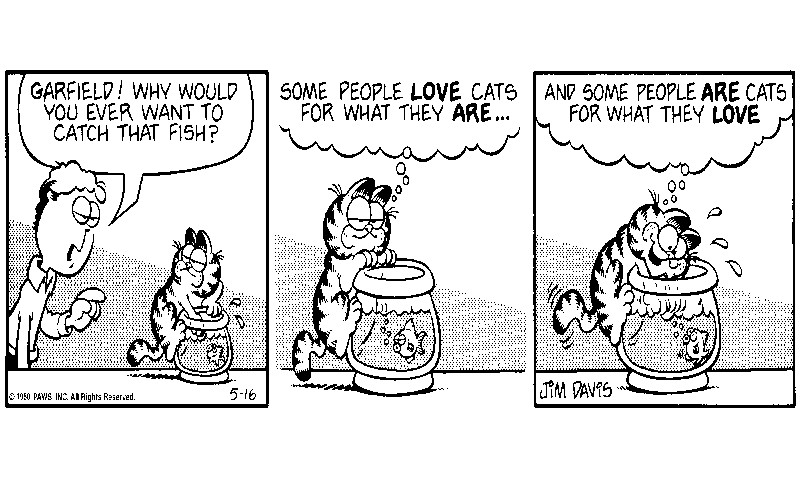 GARFIELD! WHY WOULD
YOU EVER WANT TO
CATCH THAT FISH?
© 1980 PAWS, INC. All Rights Reserved.
5-16
SOME PEOPLE LOVE CATS
FOR WHAT THEY ARE...
AND SOME PEOPLE ARE CATS
FOR WHAT THEY LOVE
JIM DAVIS